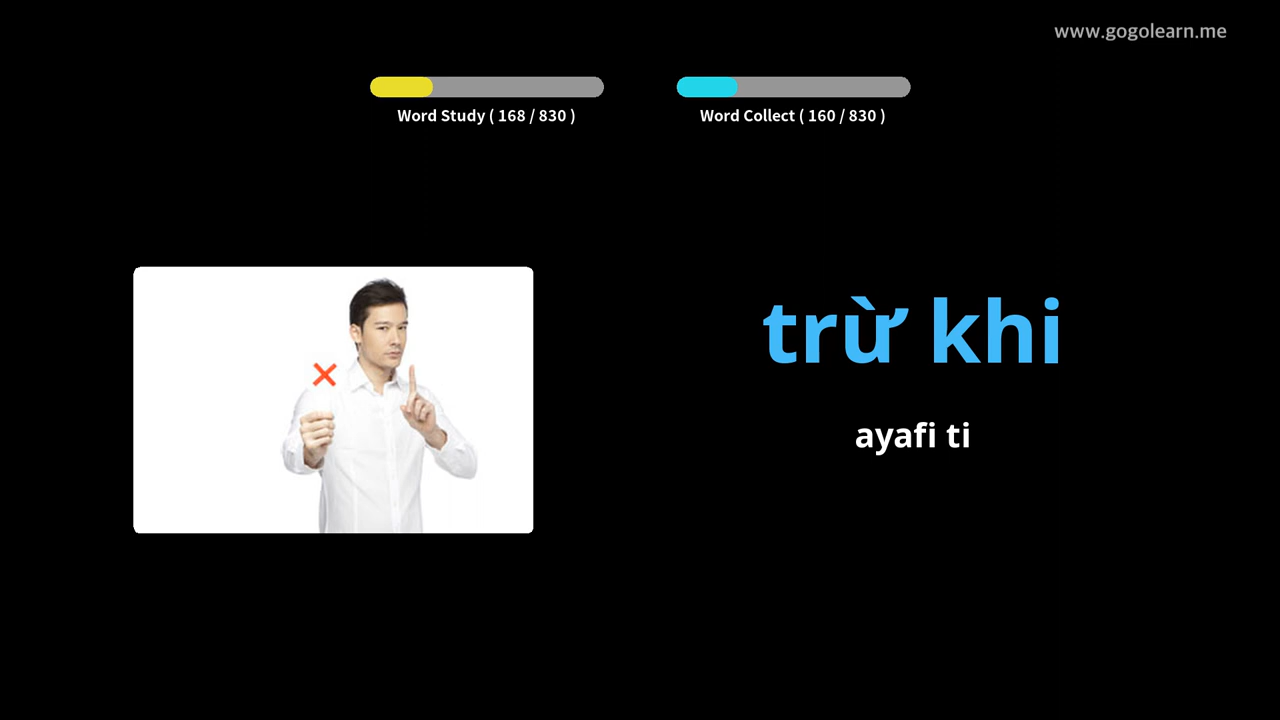 www.gogolearn.me
Word Study ( 168 / 830 )
Word Collect ( 160 / 830 )
trừ khi
ayafi ti